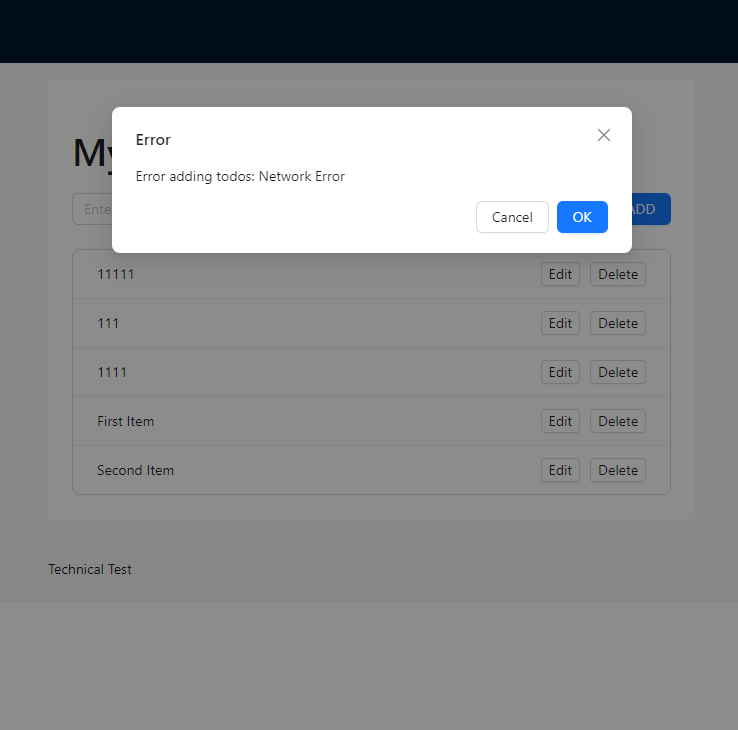 Error
Error adding todos: Network Error
Cancel OK
My
Ente
ADD
11111 Edit Delete
111 Edit Delete
1111 Edit Delete
First Item Edit Delete
Second Item Edit Delete
Technical Test